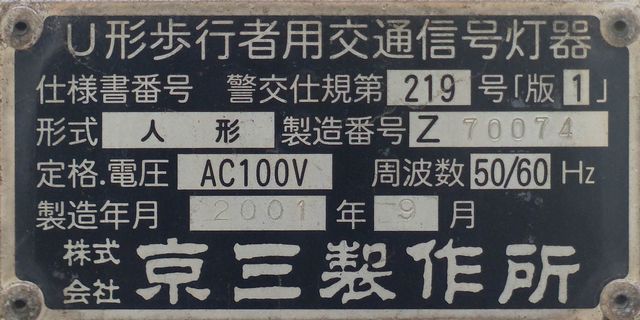 U形歩行者用交通信号灯器
仕様書番号 警交仕規第 219 号「版 1」
形式 人形 製造番号 Z 70074
定格.電圧 AC100V 周波数 50/60 Hz
製造年月 2001 年 9 月
株式会社 京三製作所